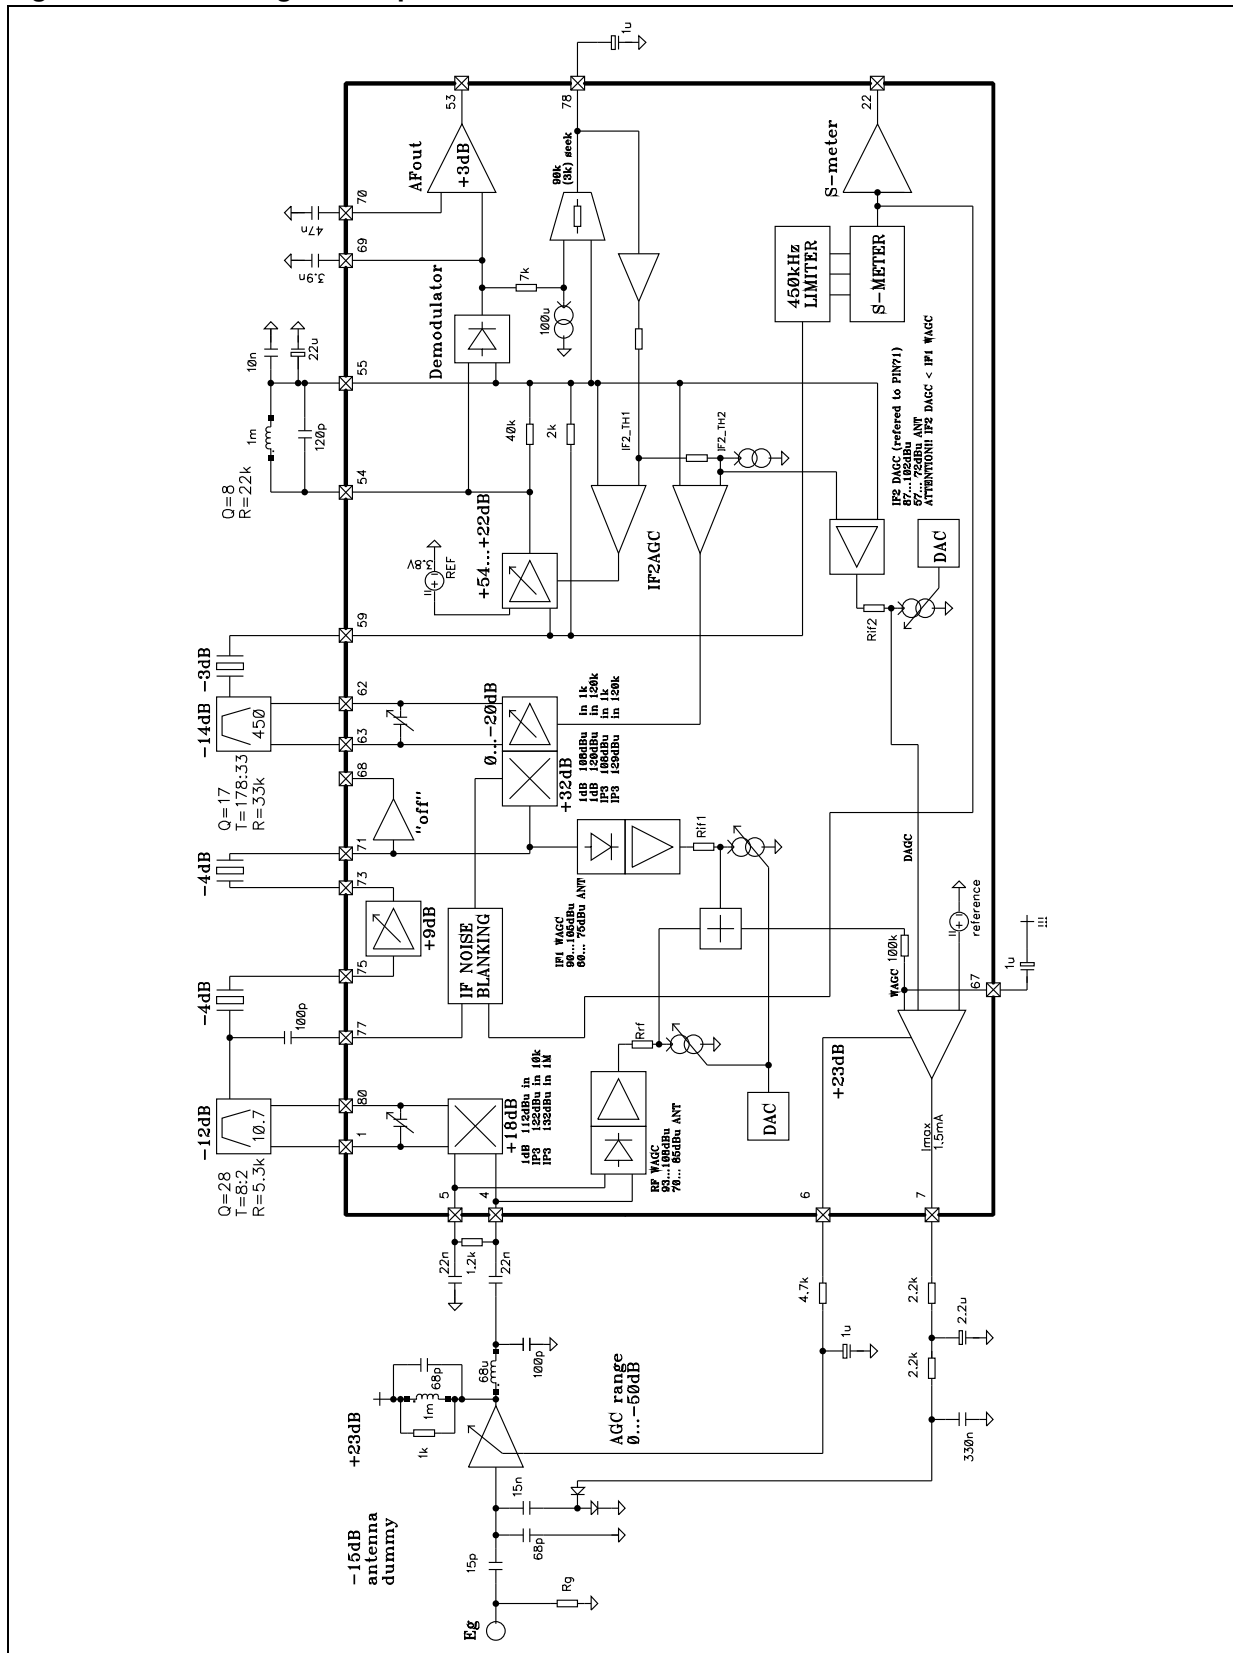 -15dB
antenna
dummy
Eg
Rg
15p
68p
15n
+23dB
1k
1m
68p
68u
100p
AGC range
0...-50dB
330n
2.2k
2.2u
2.2k
1u
4.7k
22n
1.2k
22n
5
4
6
7
-12dB
10.7
Q=28
T=8:2
R=5.3k
1
80
+18dB
1dB 112dBu in
IP3 122dBu in 10k
IP3 132dBu in 1M
RF WAGC
93...108dBu
70... 85dBu ANT
Rrf
DAC
+23dB
Imax
1.5mA
WAGC
100k
67
1u
reference
DAGC
100p
77
-4dB
75
+9dB
73
-4dB
71
68
"off"
IF NOISE
BLANKING
IF1 WAGC
90...105dBu
60... 75dBu ANT
Rif1
-14dB
450
Q=17
T=178:33
R=33k
63
62
-3dB
59
0...-20dB
+32dB
1dB 108dBu in 1k
1dB 120dBu in 120k
IP3 108dBu in 1k
IP3 129dBu in 120k
3.8V
REF
+54...+22dB
IF2AGC
Q=8
R=22k
54
55
1m
120p
10n
22u
40k
2k
IF2_TH1
IF2_TH2
Rif2
DAC
IF2 DAGC (refered to PIN71)
87...102dBu
57... 72dBu ANT
ATTENTION!! IF2 DAGC < IF1 WAGC
Demodulator
7k
100u
3.9n
69
47n
70
AFout
+3dB
53
90k
(3k) seek
78
1u
450kHz
LIMITER
S-METER
S-meter
22